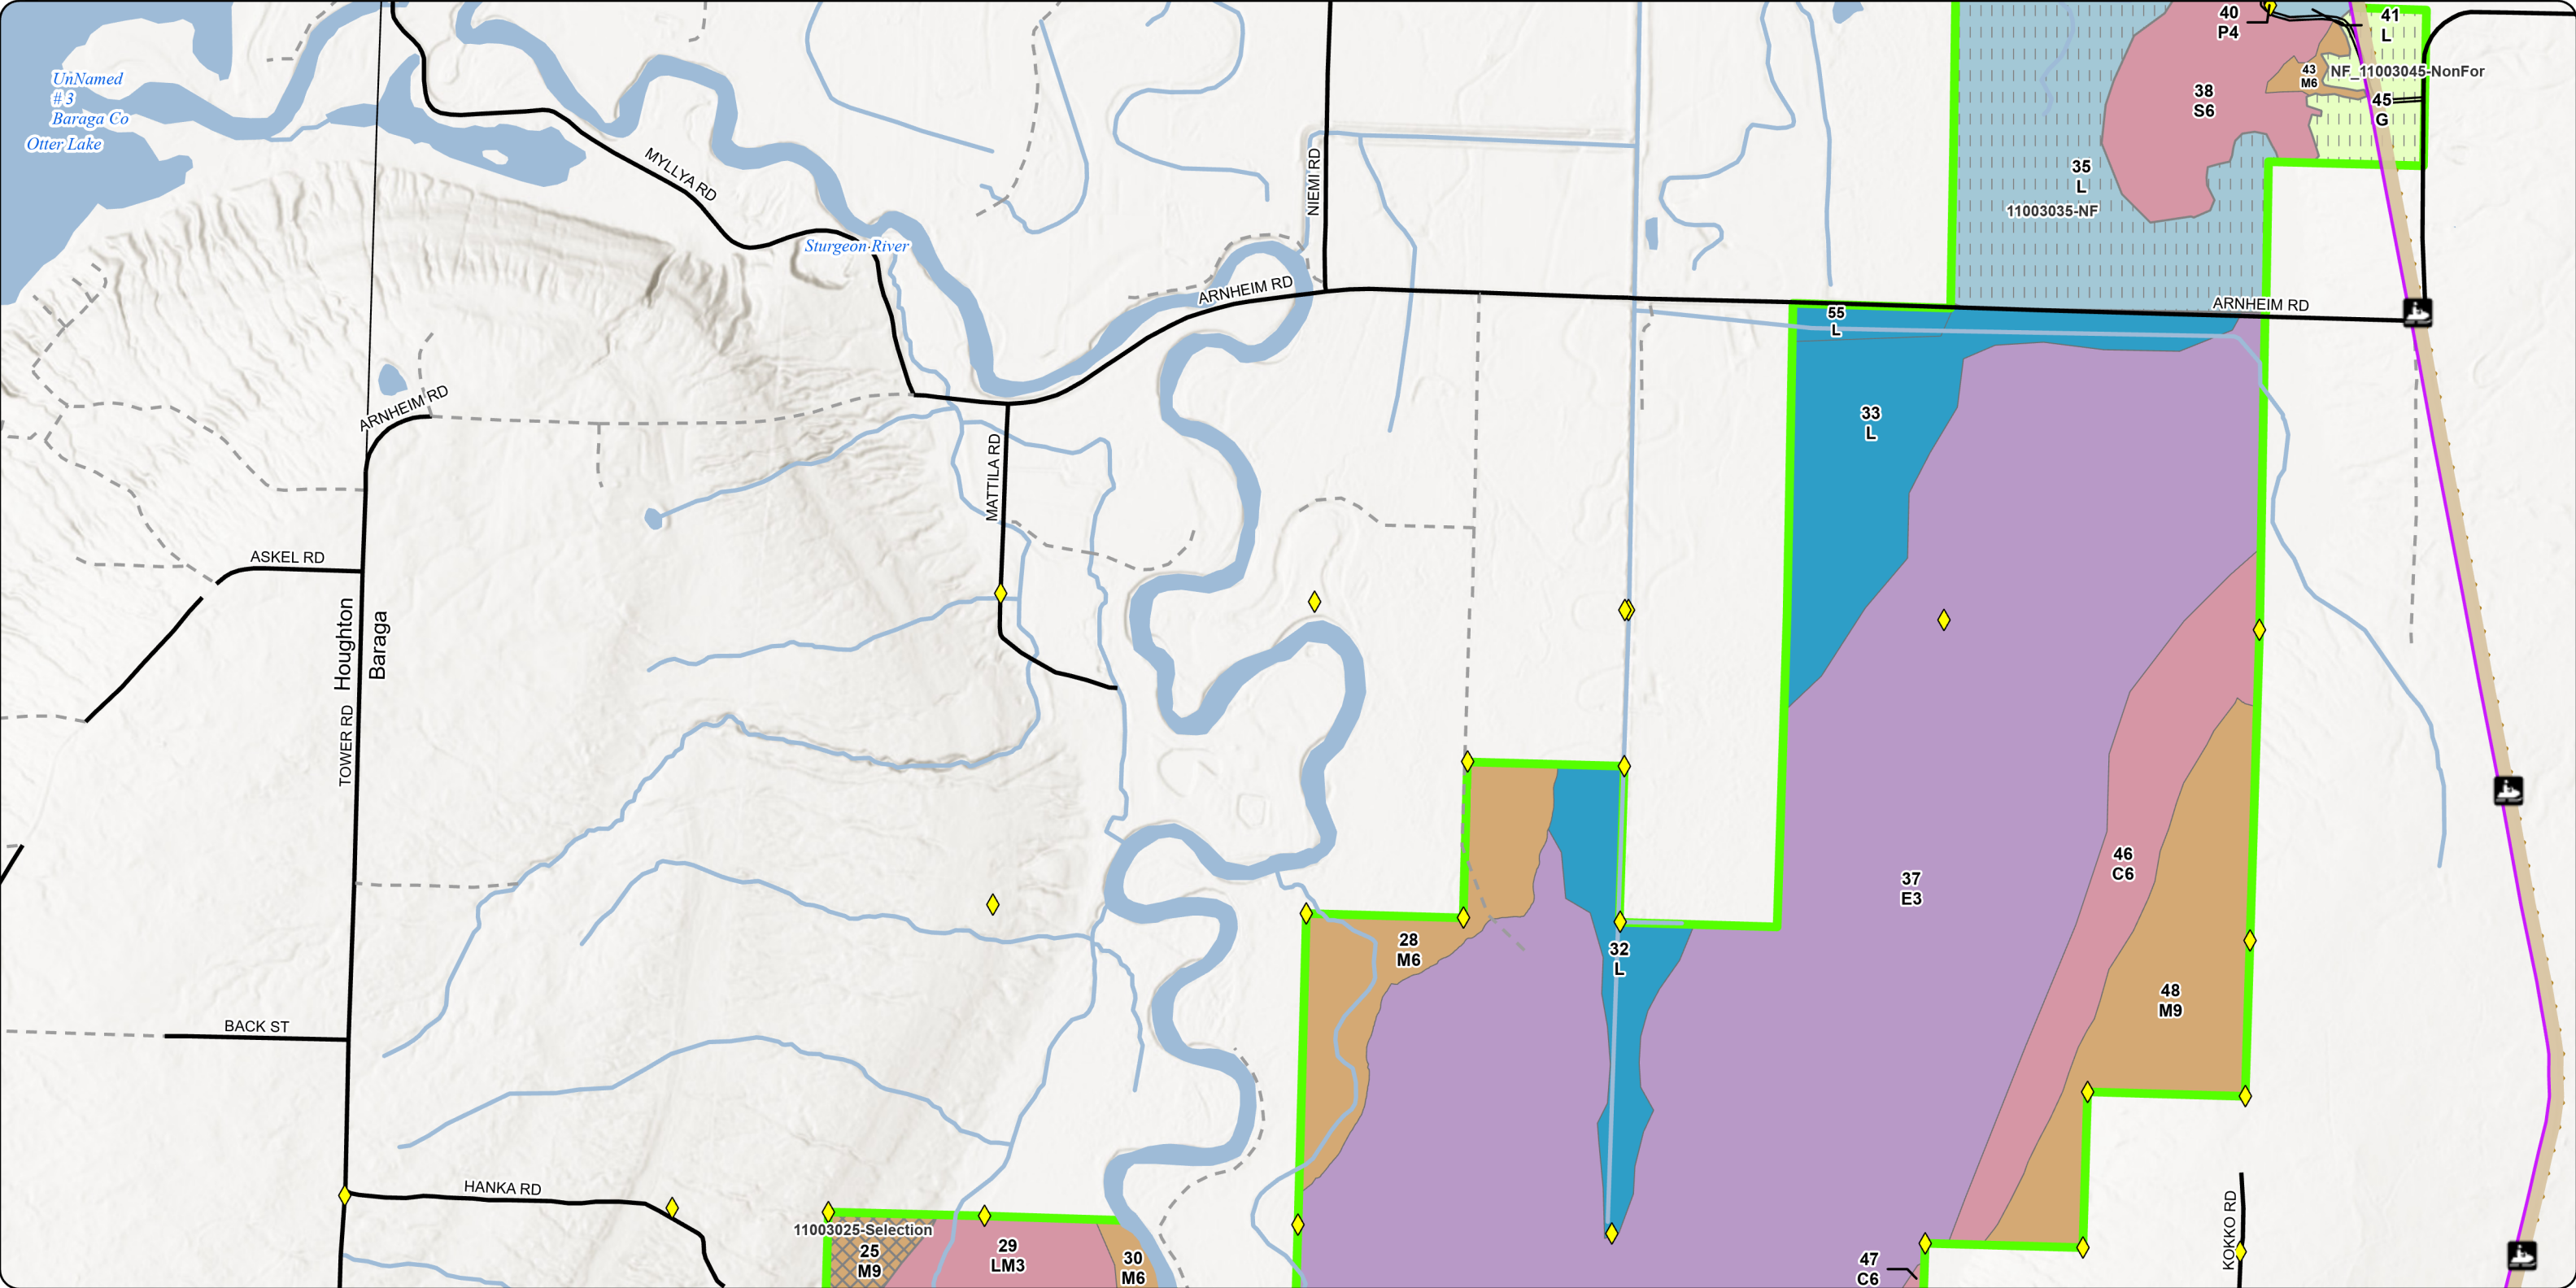 40
P4
41
L
UnNamed
# 3
Baraga Co
Otter Lake
43
M6
NF_11003045-NonFor
38
S6
45
G
MYLLYA RD
NIEMI RD
35
L
11003035-NF
Sturgeon River
ARNHEIM RD
ARNHEIM RD
55
L
ARNHEIM RD
33
L
MATTILA RD
ASKEL RD
Houghton
Baraga
TOWER RD
46
C6
37
E3
28
M6
32
L
48
M9
BACK ST
HANKA RD
11003025-Selection
25
M9
29
LM3
30
M6
47
C6
KOKKO RD